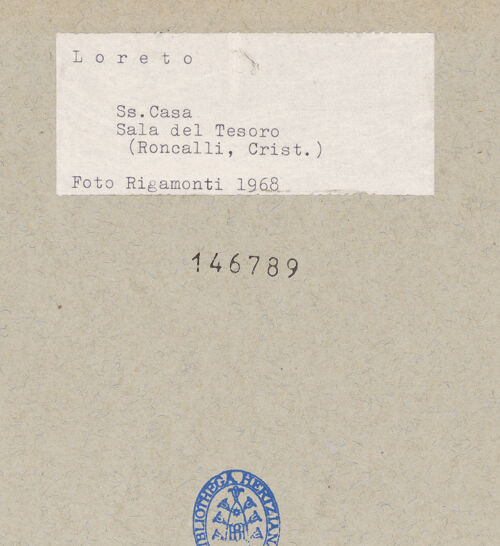 Loreto
Ss.Casa
Sala del Tesoro
(Roncalli, Crist.)
Foto Rigamonti 1968
146789
BIBLIOTHECA HERTZIANA